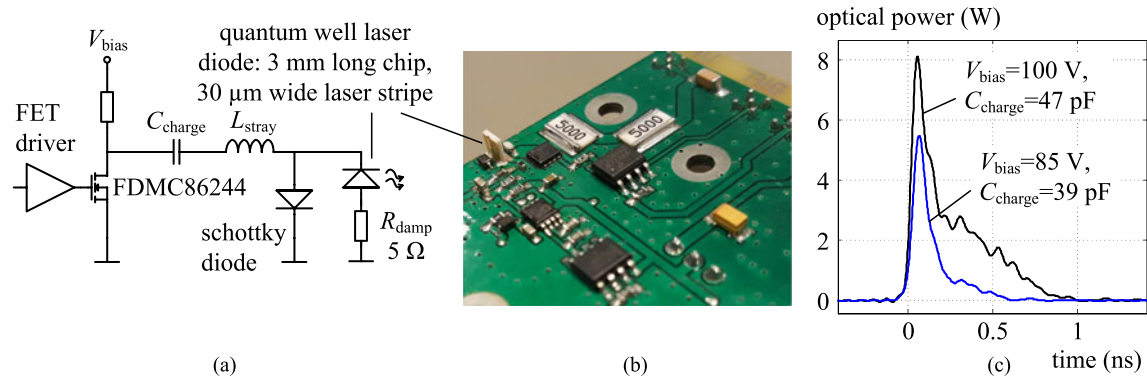 V_bias
FET
driver
C_charge
L_stray
FDMC86244
schottky
diode
R_damp
5 Ω
quantum well laser
diode: 3 mm long chip,
30 µm wide laser stripe
(a)
5000
5000
(b)
optical power (W)
8
6
4
2
0
V_bias=100 V,
C_charge=47 pF
V_bias=85 V,
C_charge=39 pF
0
0.5
1
time (ns)
(c)